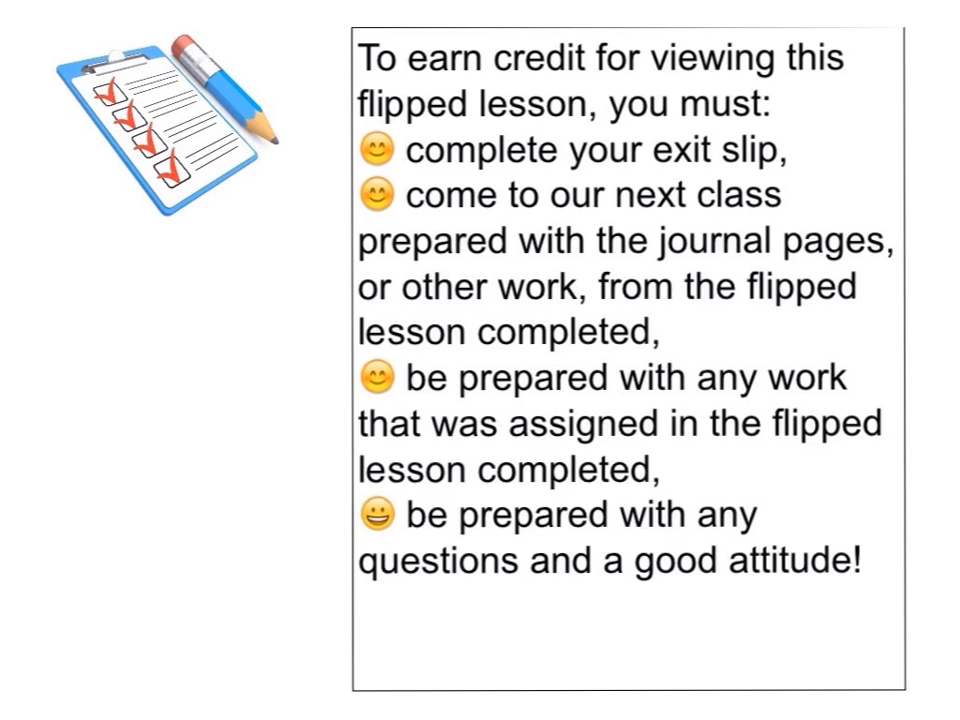 To earn credit for viewing this
flipped lesson, you must:
😊 complete your exit slip,
😊 come to our next class
prepared with the journal pages,
or other work, from the flipped
lesson completed,
😊 be prepared with any work
that was assigned in the flipped
lesson completed,
😀 be prepared with any
questions and a good attitude!